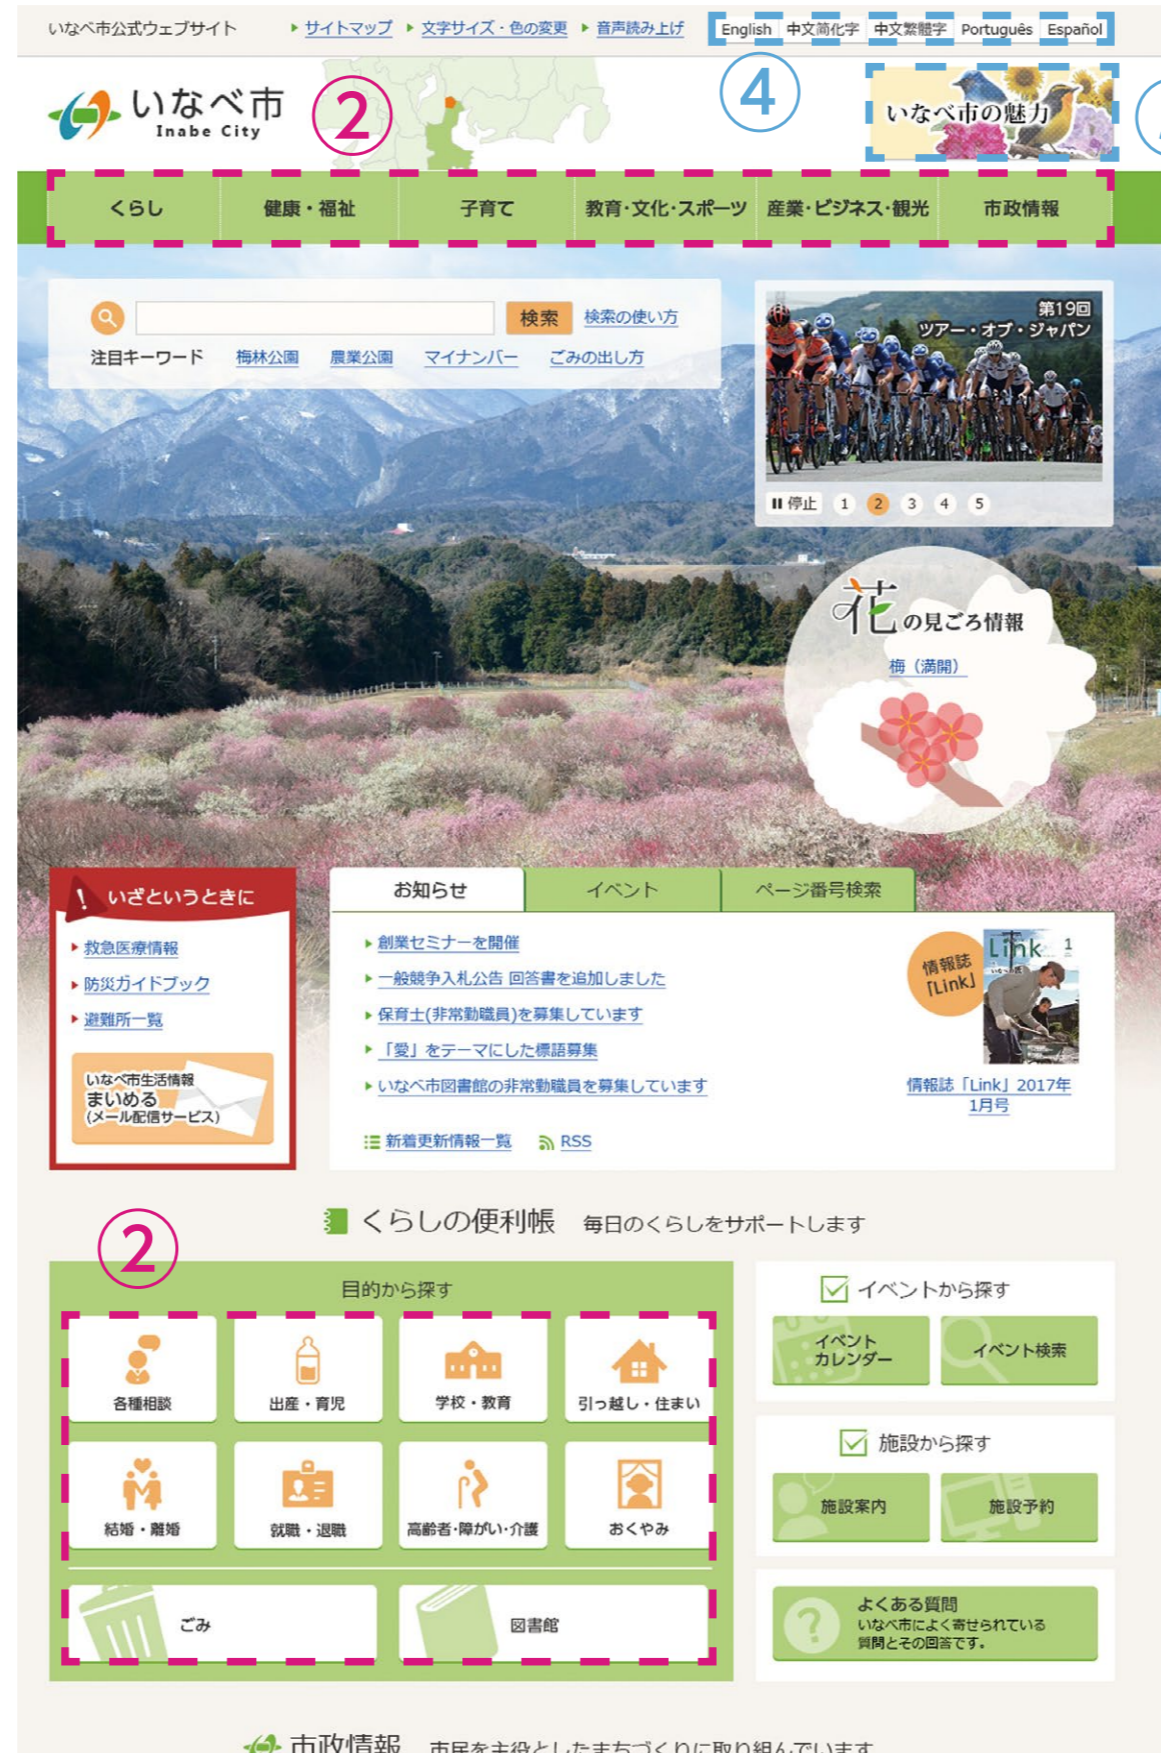 いなべ市公式ウェブサイト
サイトマップ
文字サイズ・色の変更
音声読み上げ
English 中文简化字 中文繁體字 Português Español
④
いなべ市
Inabe City
②
いなべ市の魅力
くらし 健康・福祉 子育て 教育・文化・スポーツ 産業・ビジネス・観光 市政情報
検索 検索の使い方
注目キーワード 梅林公園 農業公園 マイナンバー ごみの出し方
第19回
ツアー・オブ・ジャパン
停止 1 2 3 4 5
花の見ごろ情報
梅（満開）
いざというときに
救急医療情報
防災ガイドブック
避難所一覧
いなべ市生活情報
まいめる
(メール配信サービス)
お知らせ イベント ページ番号検索
創業セミナーを開催
一般競争入札公告 回答書を追加しました
保育士(非常勤職員)を募集しています
「愛」をテーマにした標語募集
いなべ市図書館の非常勤職員を募集しています
新着更新情報一覧 RSS
情報誌
「Link」
Link 1
情報誌「Link」2017年
1月号
くらしの便利帳 毎日のくらしをサポートします
②
目的から探す
各種相談 出産・育児 学校・教育 引っ越し・住まい
結婚・離婚 就職・退職 高齢者・障がい・介護 おくやみ
ごみ 図書館
イベントから探す
イベント
カレンダー
イベント検索
施設から探す
施設案内 施設予約
よくある質問
いなべ市によく寄せられている
質問とその回答です。
市政情報 市民を主役としたまちづくりに取り組んでいます